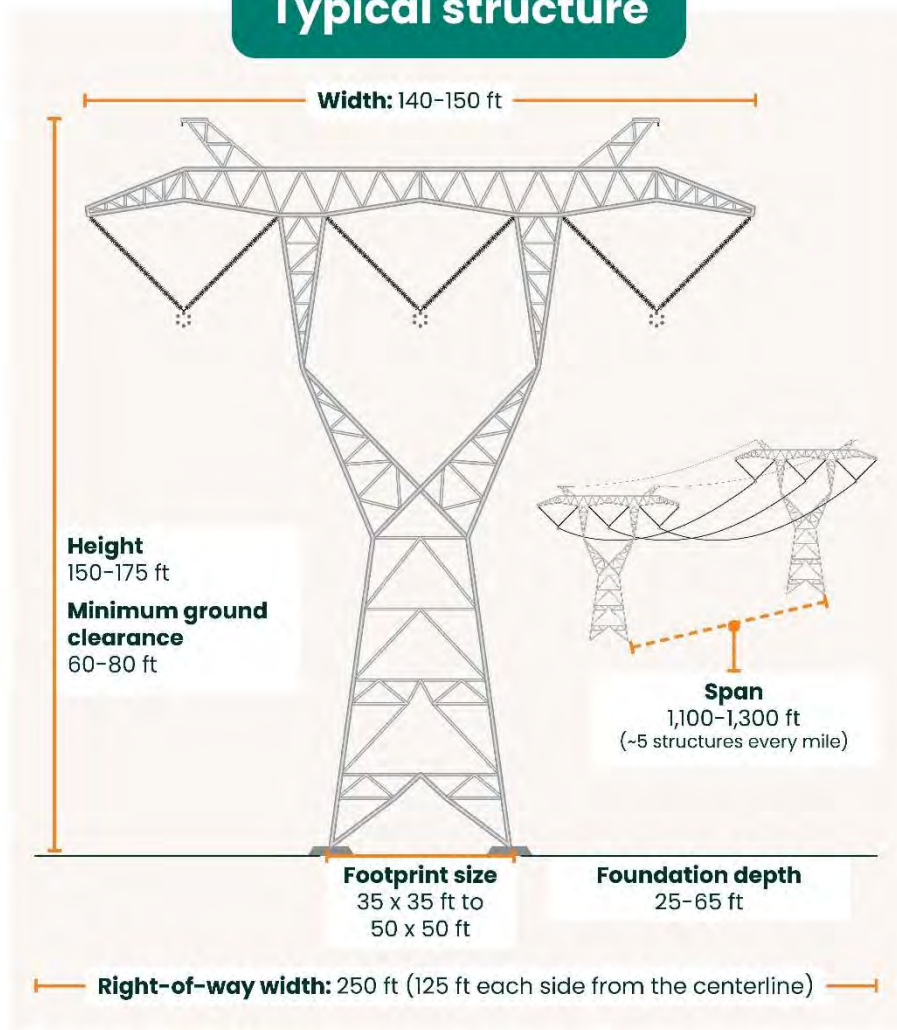 Typical structure
Width: 140-150 ft
Height
150-175 ft
Minimum ground
clearance
60-80 ft
Span
1,100-1,300 ft
(~5 structures every mile)
Footprint size
35 x 35 ft to
50 x 50 ft
Foundation depth
25-65 ft
Right-of-way width: 250 ft (125 ft each side from the centerline)